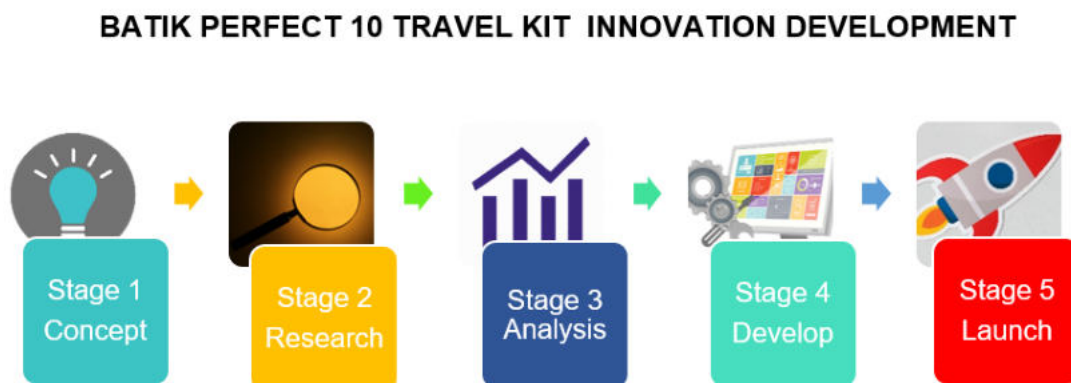 BATIK PERFECT 10 TRAVEL KIT INNOVATION DEVELOPMENT
Stage 1
Concept
Stage 2
Research
Stage 3
Analysis
Stage 4
Develop
Stage 5
Launch